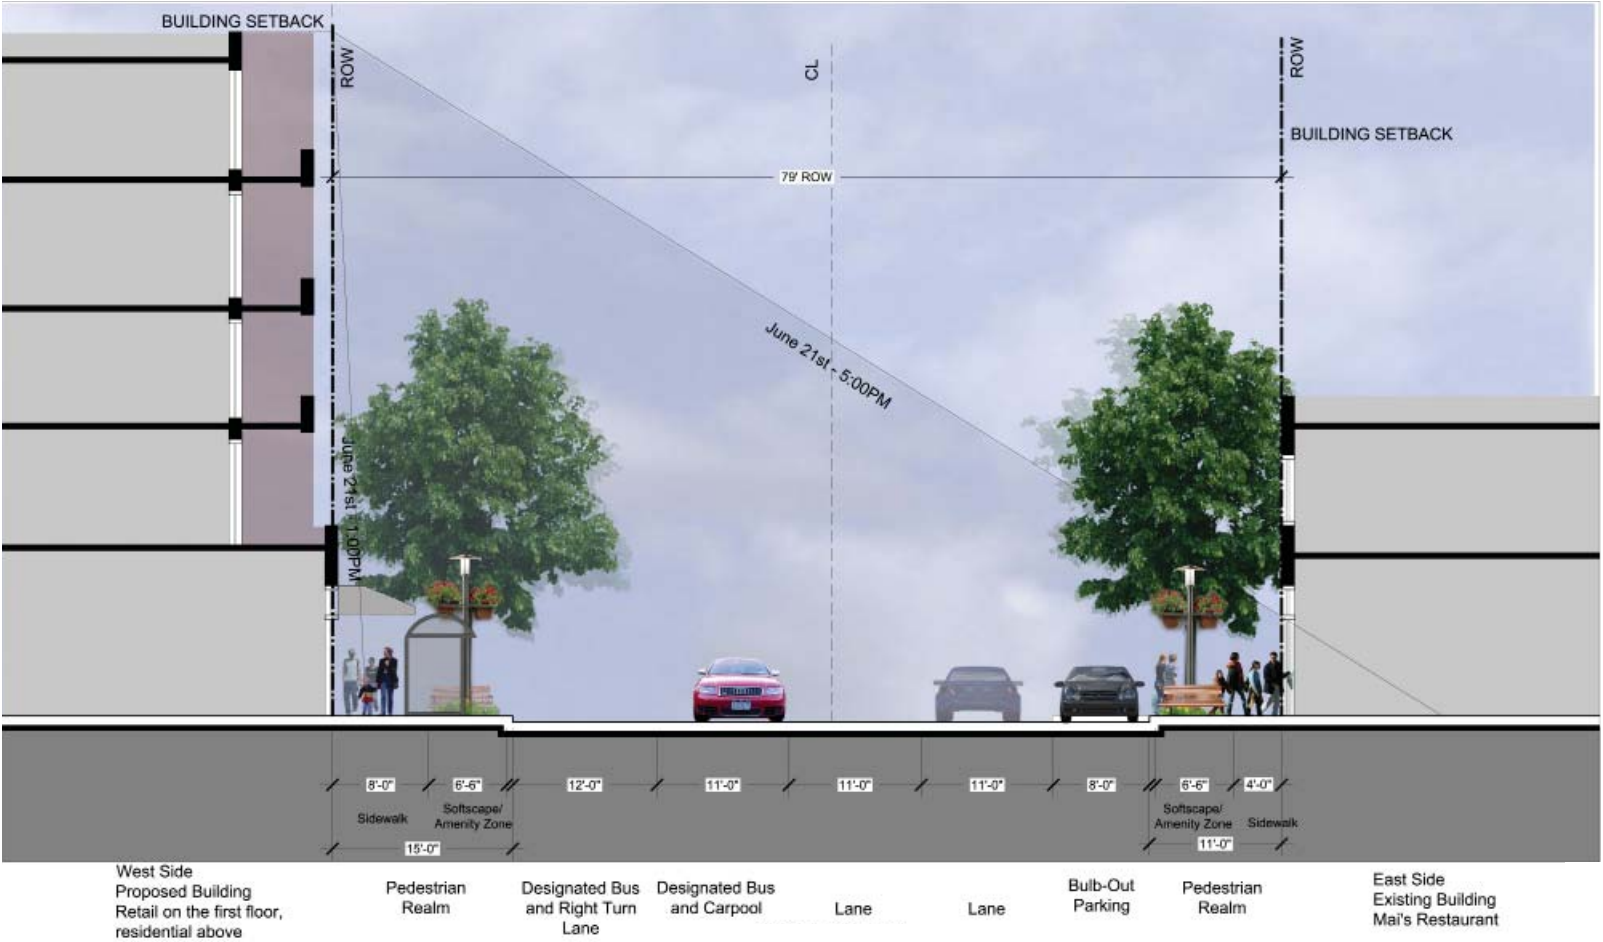 BUILDING SETBACK
ROW
CL
ROW
BUILDING SETBACK
79' ROW
June 21st - 5:00PM
June 21st - 1:00PM
8'-0"
6'-6"
12'-0"
11'-0"
11'-0"
11'-0"
8'-0"
6'-6"
4'-0"
Sidewalk
Softscape/
Amenity Zone
Softscape/
Amenity Zone
Sidewalk
15'-0"
11'-0"
West Side
Proposed Building
Retail on the first floor,
residential above
Pedestrian
Realm
Designated Bus
and Right Turn
Lane
Designated Bus
and Carpool
Lane
Lane
Bulb-Out
Parking
Pedestrian
Realm
East Side
Existing Building
Mai's Restaurant